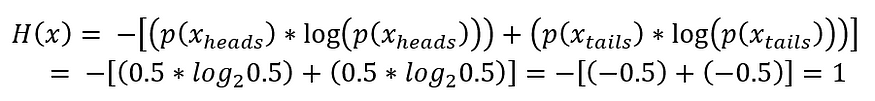 H(x) = −[(p(x_heads) * log(p(x_heads))) + (p(x_tails) * log(p(x_tails)))]
= −[(0.5 * log₂0.5) + (0.5 * log₂0.5)] = −[(−0.5) + (−0.5)] = 1